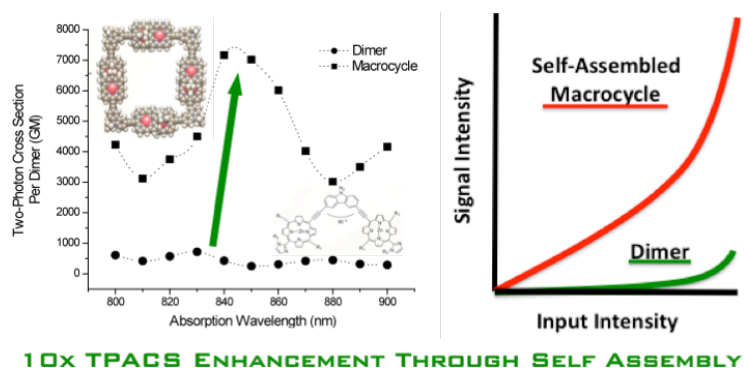 Two-Photon Cross Section
Per Dimer (GM)
8000
7000
6000
5000
4000
3000
2000
1000
0
Dimer
Macrocycle
90°
800
820
840
860
880
900
Absorption Wavelength (nm)
Signal Intensity
Self-Assembled
Macrocycle
Dimer
Input Intensity
10x TPACS Enhancement Through Self Assembly